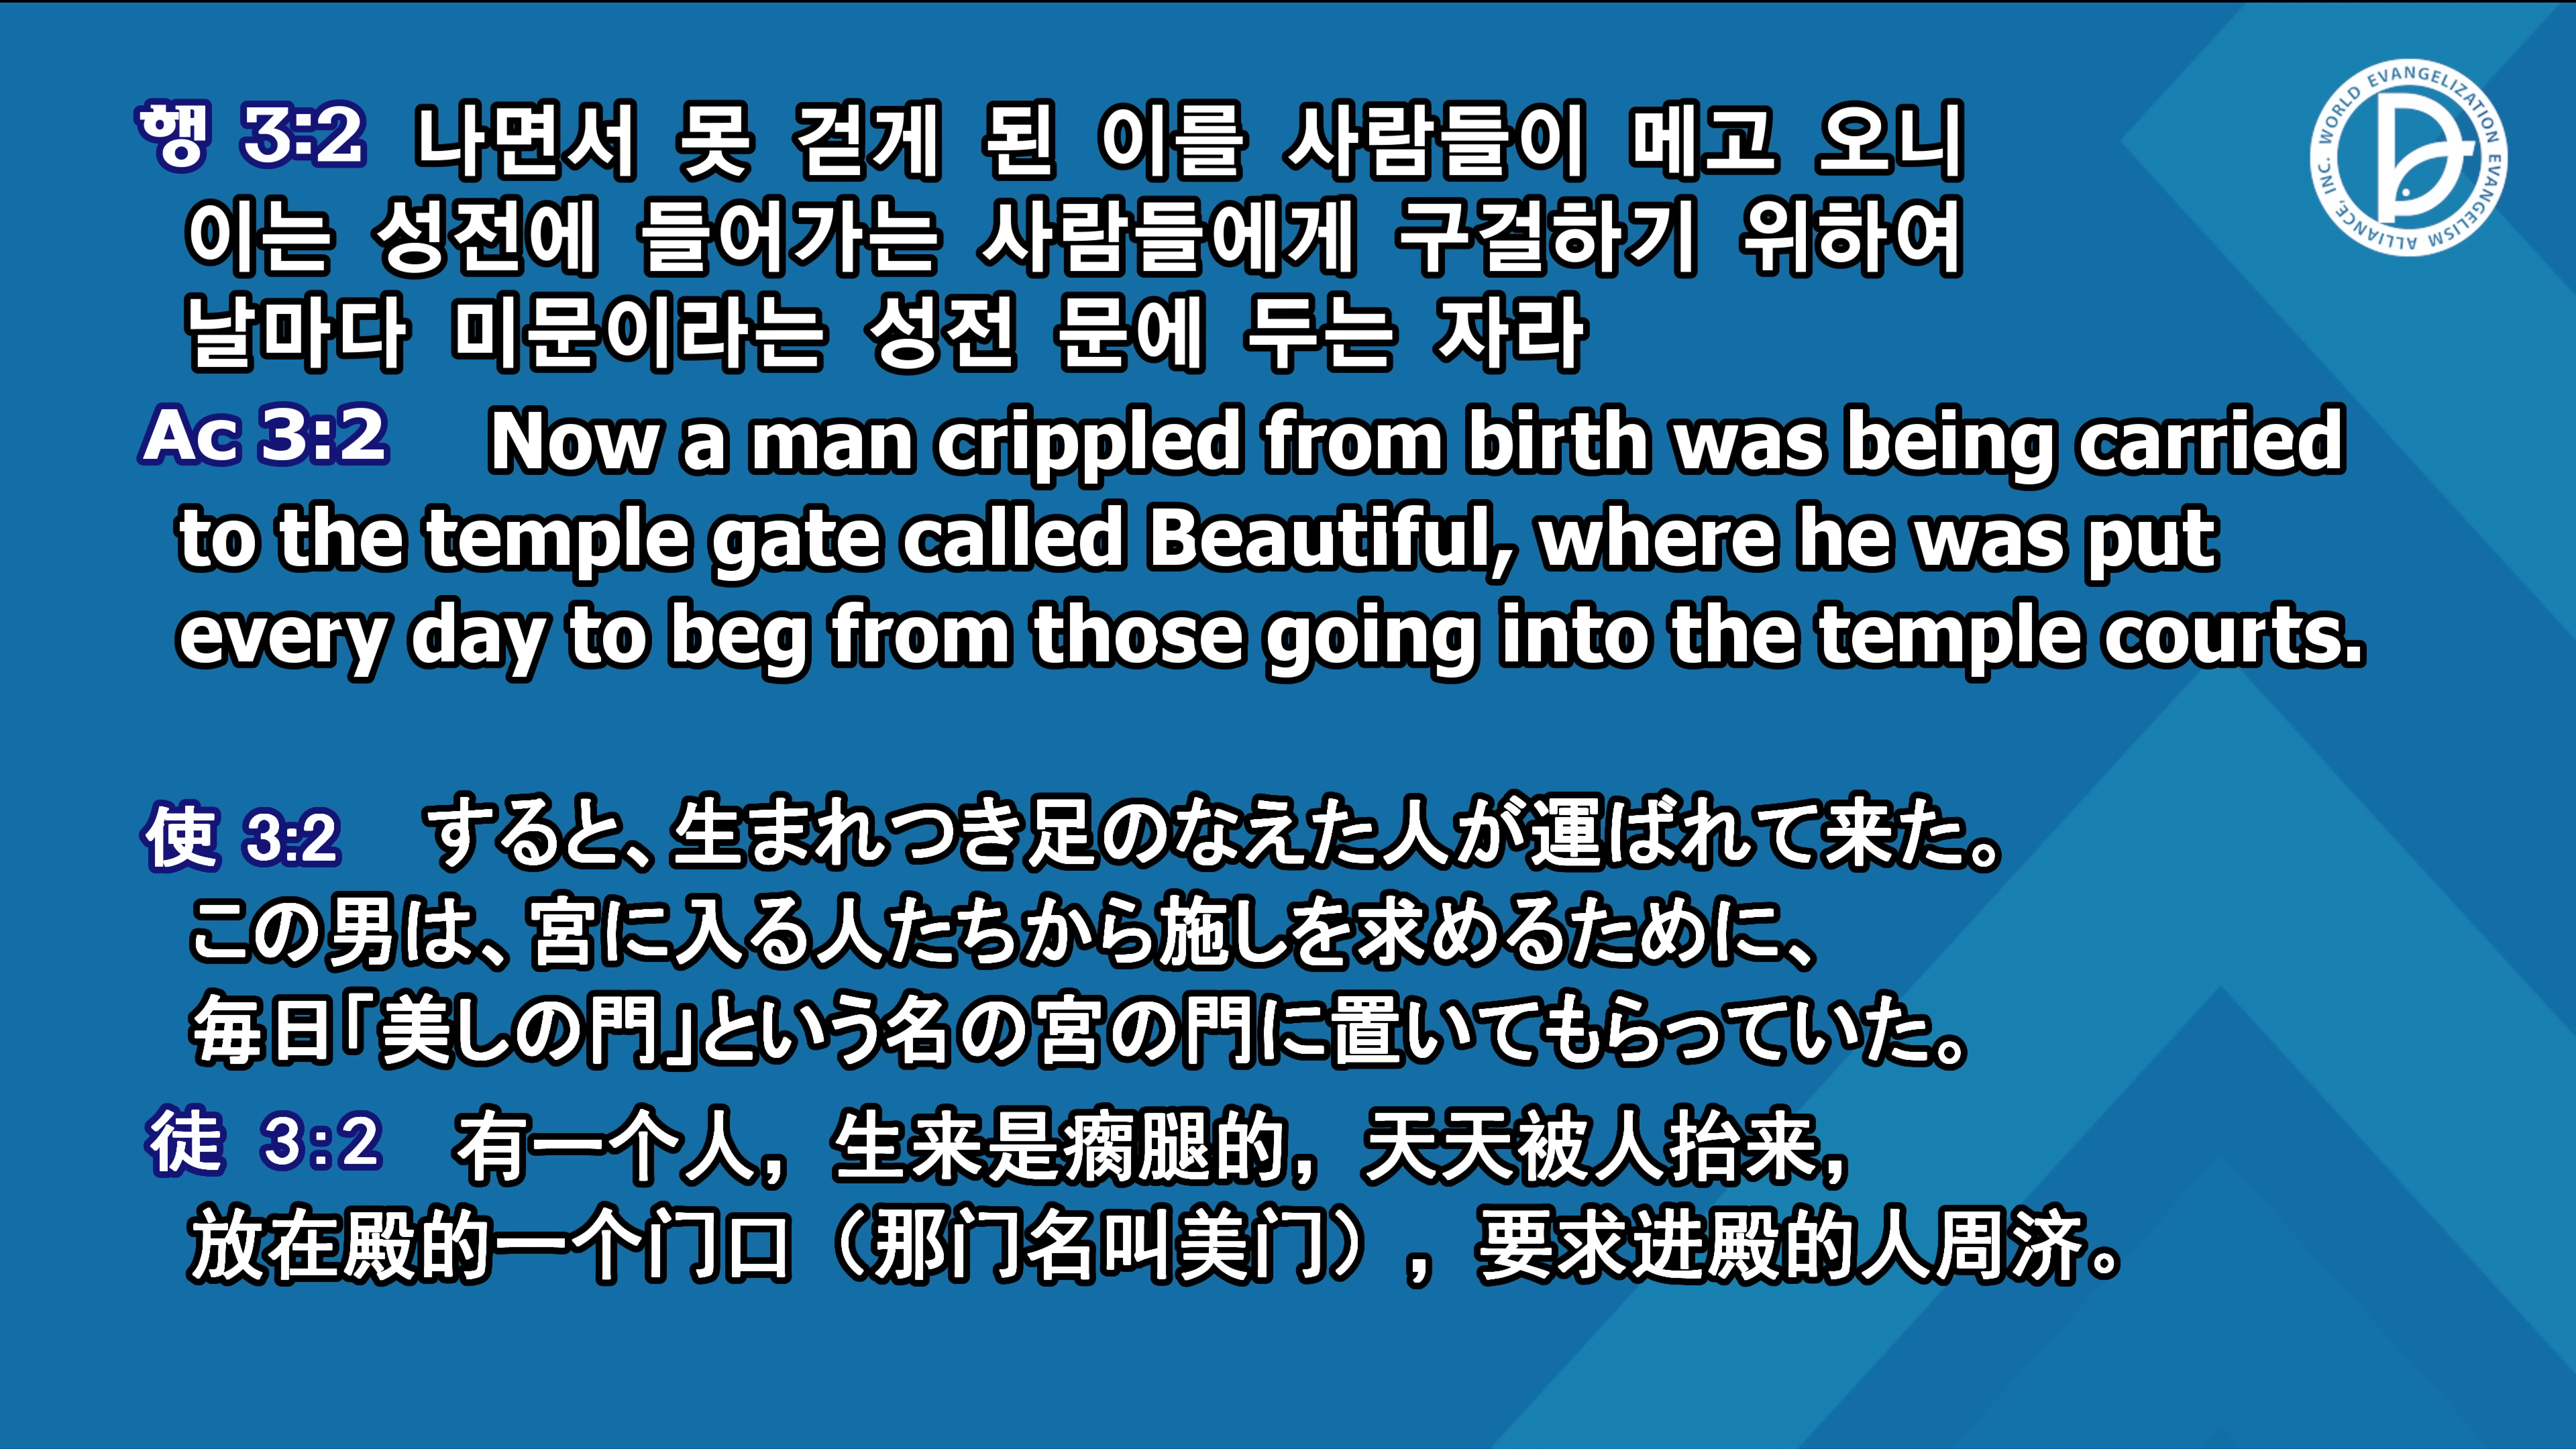 행 3:2 나면서 못 걷게 된 이를 사람들이 메고 오니
이는 성전에 들어가는 사람들에게 구걸하기 위하여
날마다 미문이라는 성전 문에 두는 자라
Ac 3:2 Now a man crippled from birth was being carried
to the temple gate called Beautiful, where he was put
every day to beg from those going into the temple courts.
使 3:2 すると、生まれつき足のなえた人が運ばれて来た。
この男は、宮に入る人たちから施しを求めるために、
毎日「美しの門」という名の宮の門に置いてもらっていた。
徒 3:2 有一个人，生来是瘸腿的，天天被人抬来，
放在殿的一个门口（那门名叫美门），要求进殿的人周济。
WORLD EVANGELIZATION EVANGELISM ALLIANCE, INC.